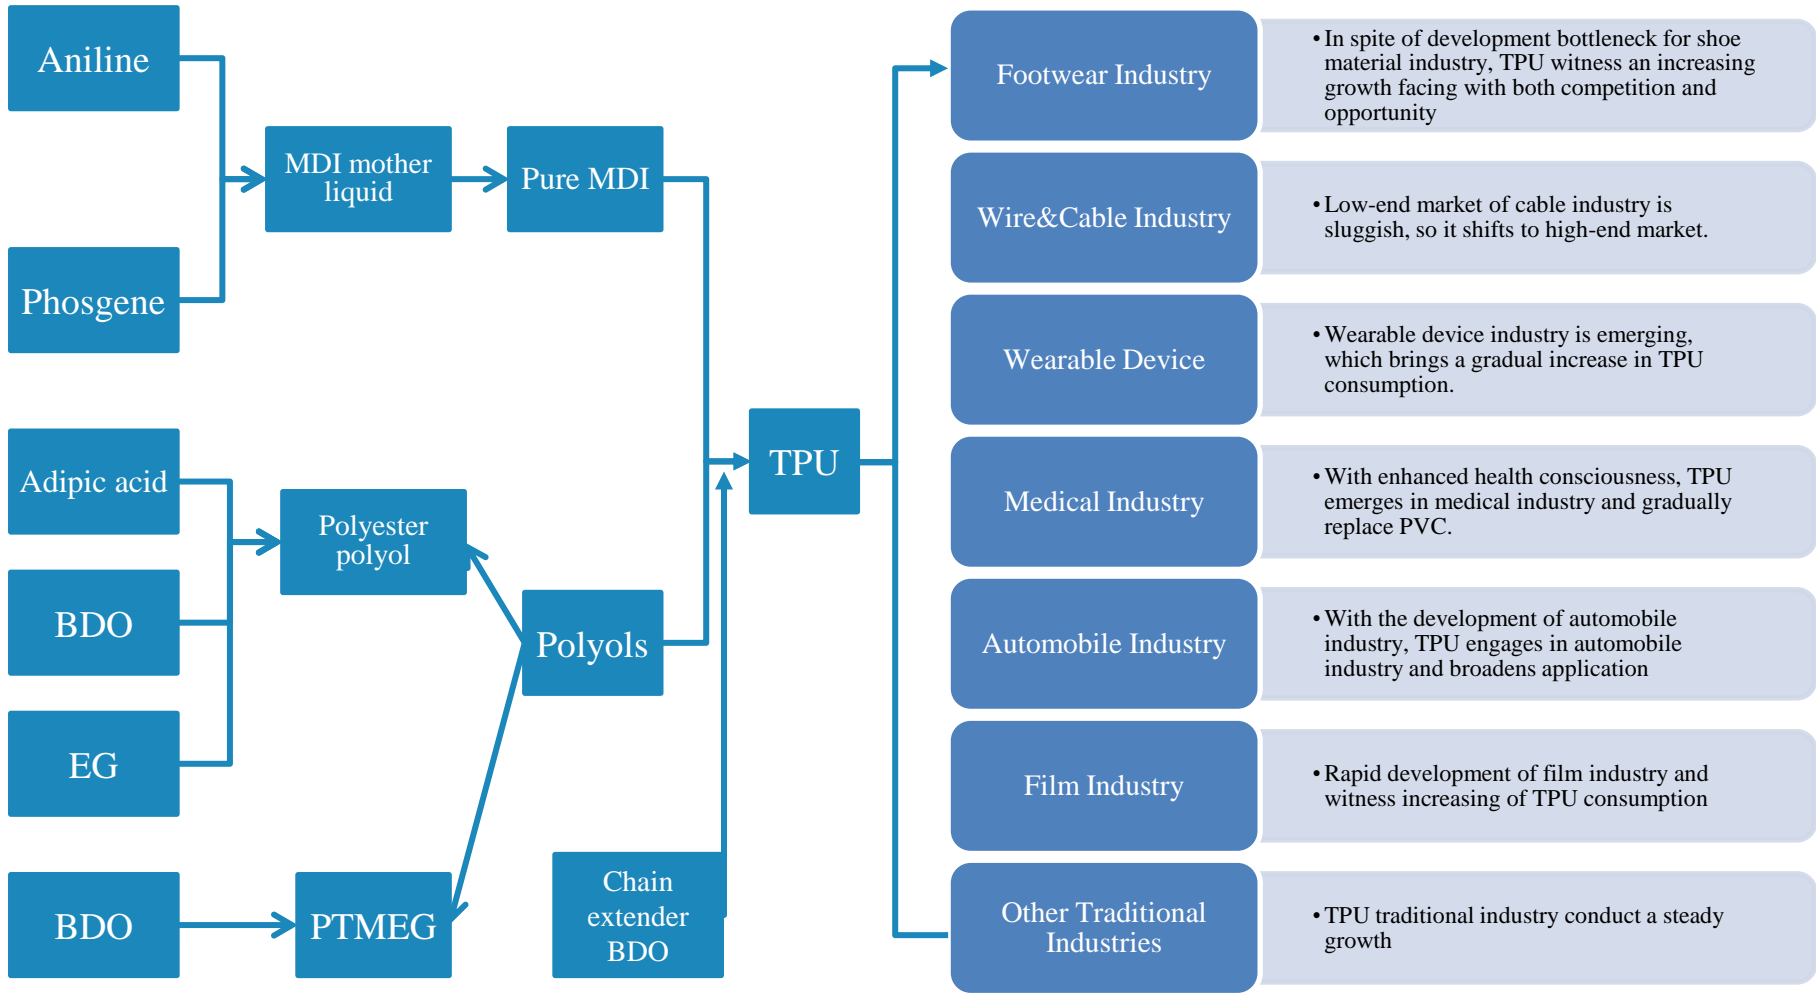 Aniline
Phosgene
MDI mother
liquid
Pure MDI
Adipic acid
BDO
EG
Polyester
polyol
Polyols
BDO
PTMEG
Chain
extender
BDO
TPU
Footwear Industry
• In spite of development bottleneck for shoe
material industry, TPU witness an increasing
growth facing with both competition and
opportunity
Wire&Cable Industry
• Low-end market of cable industry is
sluggish, so it shifts to high-end market.
Wearable Device
• Wearable device industry is emerging,
which brings a gradual increase in TPU
consumption.
Medical Industry
• With enhanced health consciousness, TPU
emerges in medical industry and gradually
replace PVC.
Automobile Industry
• With the development of automobile
industry, TPU engages in automobile
industry and broadens application
Film Industry
• Rapid development of film industry and
witness increasing of TPU consumption
Other Traditional
Industries
• TPU traditional industry conduct a steady
growth